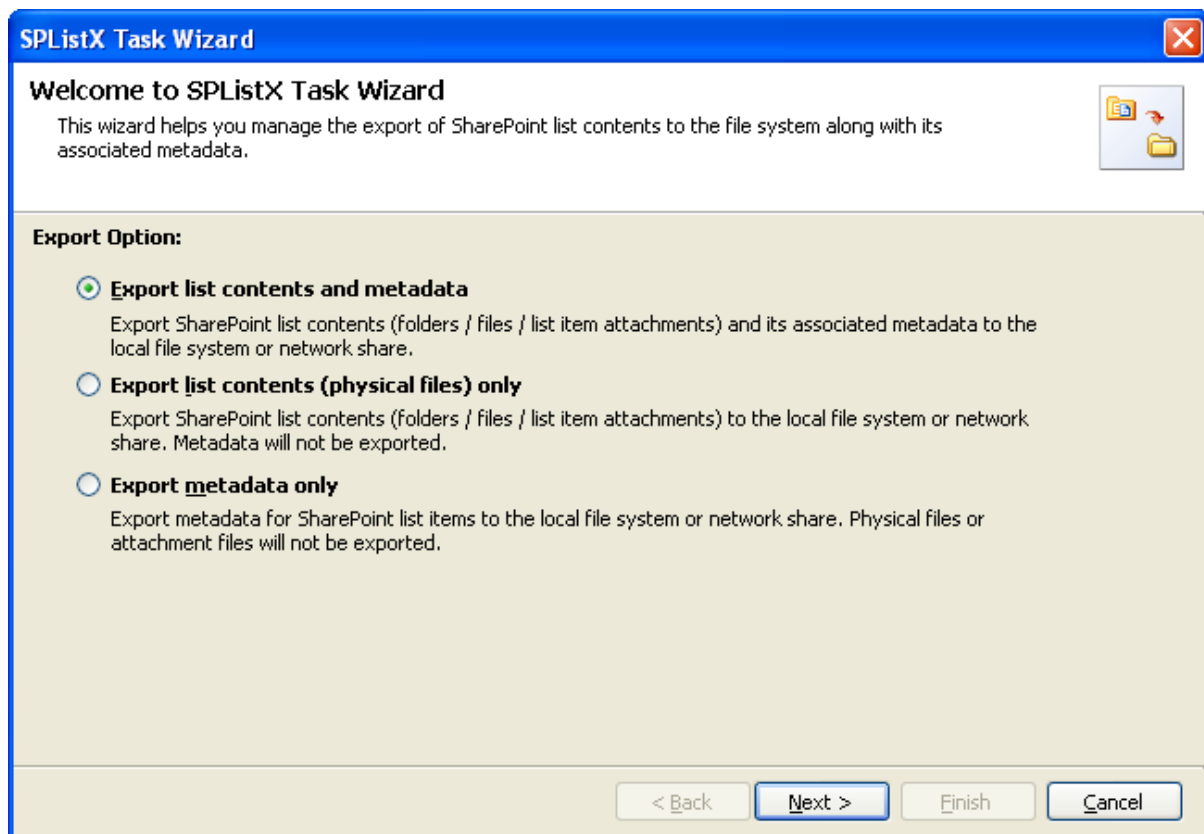 SPListX Task Wizard
Welcome to SPListX Task Wizard
This wizard helps you manage the export of SharePoint list contents to the file system along with its
associated metadata.
Export Option:
Export list contents and metadata
Export SharePoint list contents (folders / files / list item attachments) and its associated metadata to the
local file system or network share.
Export list contents (physical files) only
Export SharePoint list contents (folders / files / list item attachments) to the local file system or network
share. Metadata will not be exported.
Export metadata only
Export metadata for SharePoint list items to the local file system or network share. Physical files or
attachment files will not be exported.
< Back Next > Finish Cancel